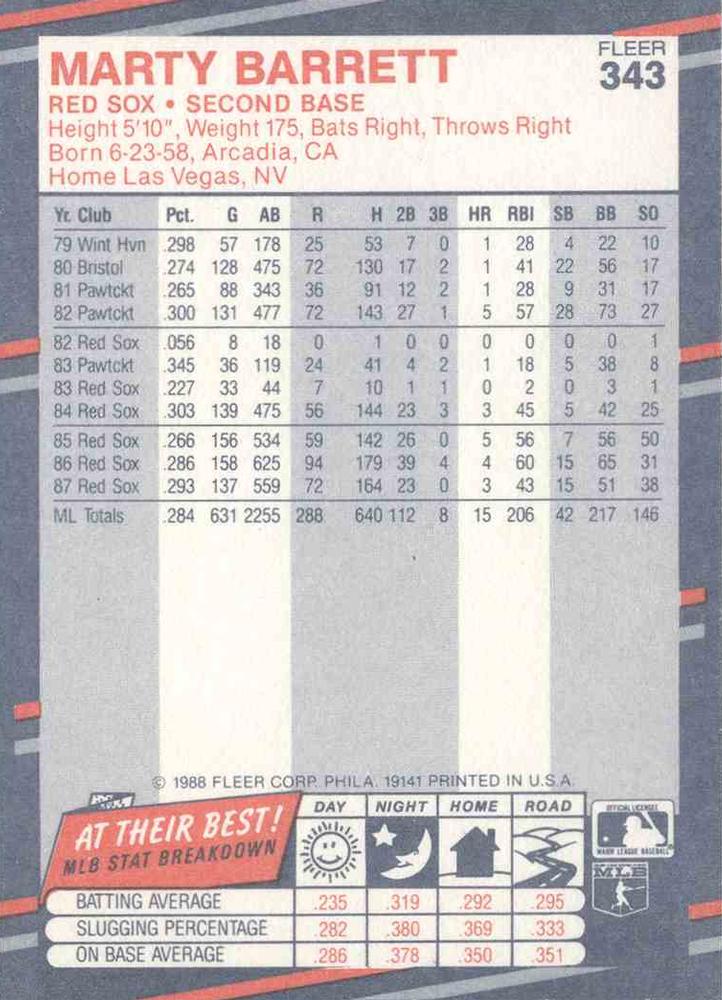 MARTY BARRETT
FLEER
343
RED SOX • SECOND BASE
Height 5'10", Weight 175, Bats Right, Throws Right
Born 6-23-58, Arcadia, CA
Home Las Vegas, NV
Yr. Club Pct. G AB R H 2B 3B HR RBI SB BB SO
79 Wint Hvn .298 57 178 25 53 7 0 1 28 4 22 10
80 Bristol .274 128 475 72 130 17 2 1 41 22 56 17
81 Pawtckt .265 88 343 36 91 12 2 1 28 9 31 17
82 Pawtckt .300 131 477 72 143 27 1 5 57 28 73 27
82 Red Sox .056 8 18 0 1 0 0 0 0 0 0 1
83 Pawtckt .345 36 119 24 41 4 2 1 18 5 38 8
83 Red Sox .227 33 44 7 10 1 1 0 2 0 3 1
84 Red Sox .303 139 475 56 144 23 3 3 45 5 42 25
85 Red Sox .266 156 534 59 142 26 0 5 56 7 56 50
86 Red Sox .286 158 625 94 179 39 4 4 60 15 65 31
87 Red Sox .293 137 559 72 164 23 0 3 43 15 51 38
ML Totals .284 631 2255 288 640 112 8 15 206 42 217 146
© 1988 FLEER CORP. PHILA. 19141 PRINTED IN U.S.A.
AT THEIR BEST!
MLB STAT BREAKDOWN
DAY NIGHT HOME ROAD
OFFICIAL LICENSEE
MAJOR LEAGUE BASEBALL
MLB
BATTING AVERAGE .235 .319 .292 .295
SLUGGING PERCENTAGE .282 .380 .369 .333
ON BASE AVERAGE .286 .378 .350 .351